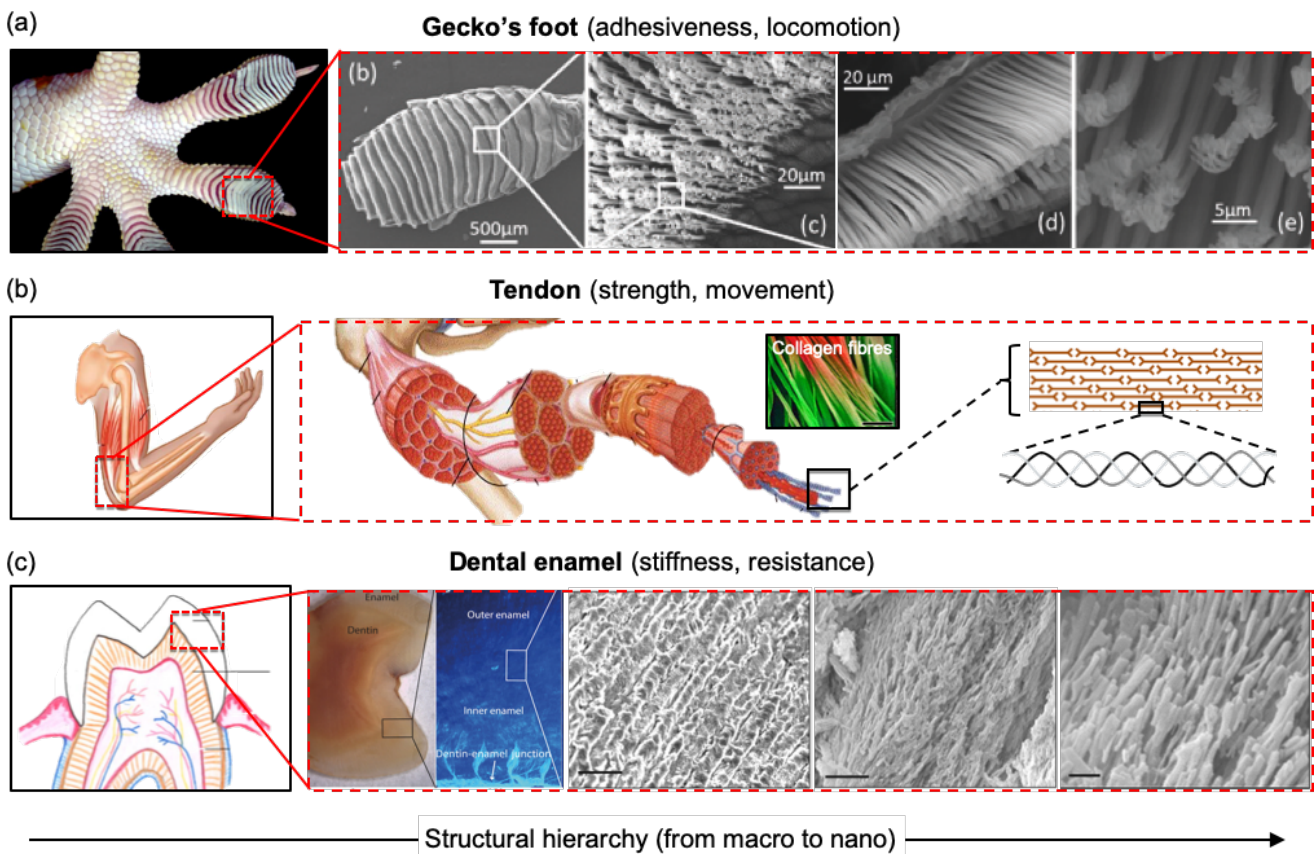 (a)
Gecko's foot (adhesiveness, locomotion)
(b)
500μm
20μm
(c)
20 μm
(d)
5μm
(e)
(b)
Tendon (strength, movement)
Collagen fibres
(c)
Dental enamel (stiffness, resistance)
Enamel
Dentin
Outer enamel
Inner enamel
Dentin-enamel junction
Structural hierarchy (from macro to nano)